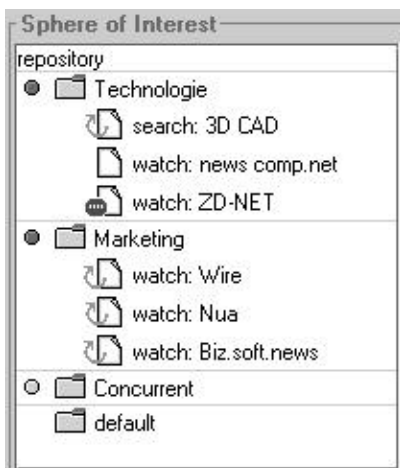 Sphere of Interest
repository
Technologie
search: 3D CAD
watch: news comp.net
watch: ZD-NET
Marketing
watch: Wire
watch: Nua
watch: Biz.soft.news
Concurrent
default